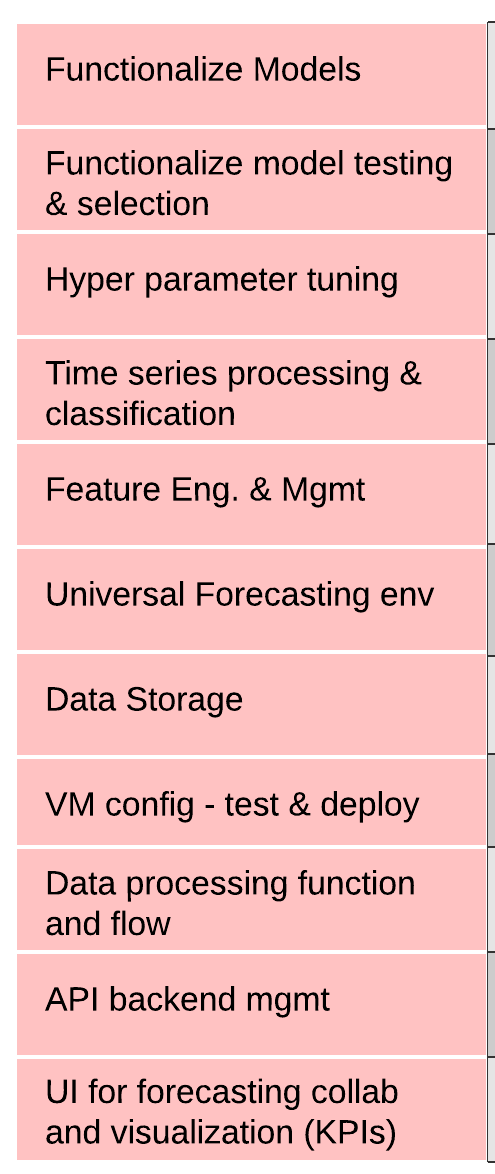 Functionalize Models
Functionalize model testing
& selection
Hyper parameter tuning
Time series processing &
classification
Feature Eng. & Mgmt
Universal Forecasting env
Data Storage
VM config - test & deploy
Data processing function
and flow
API backend mgmt
UI for forecasting collab
and visualization (KPIs)